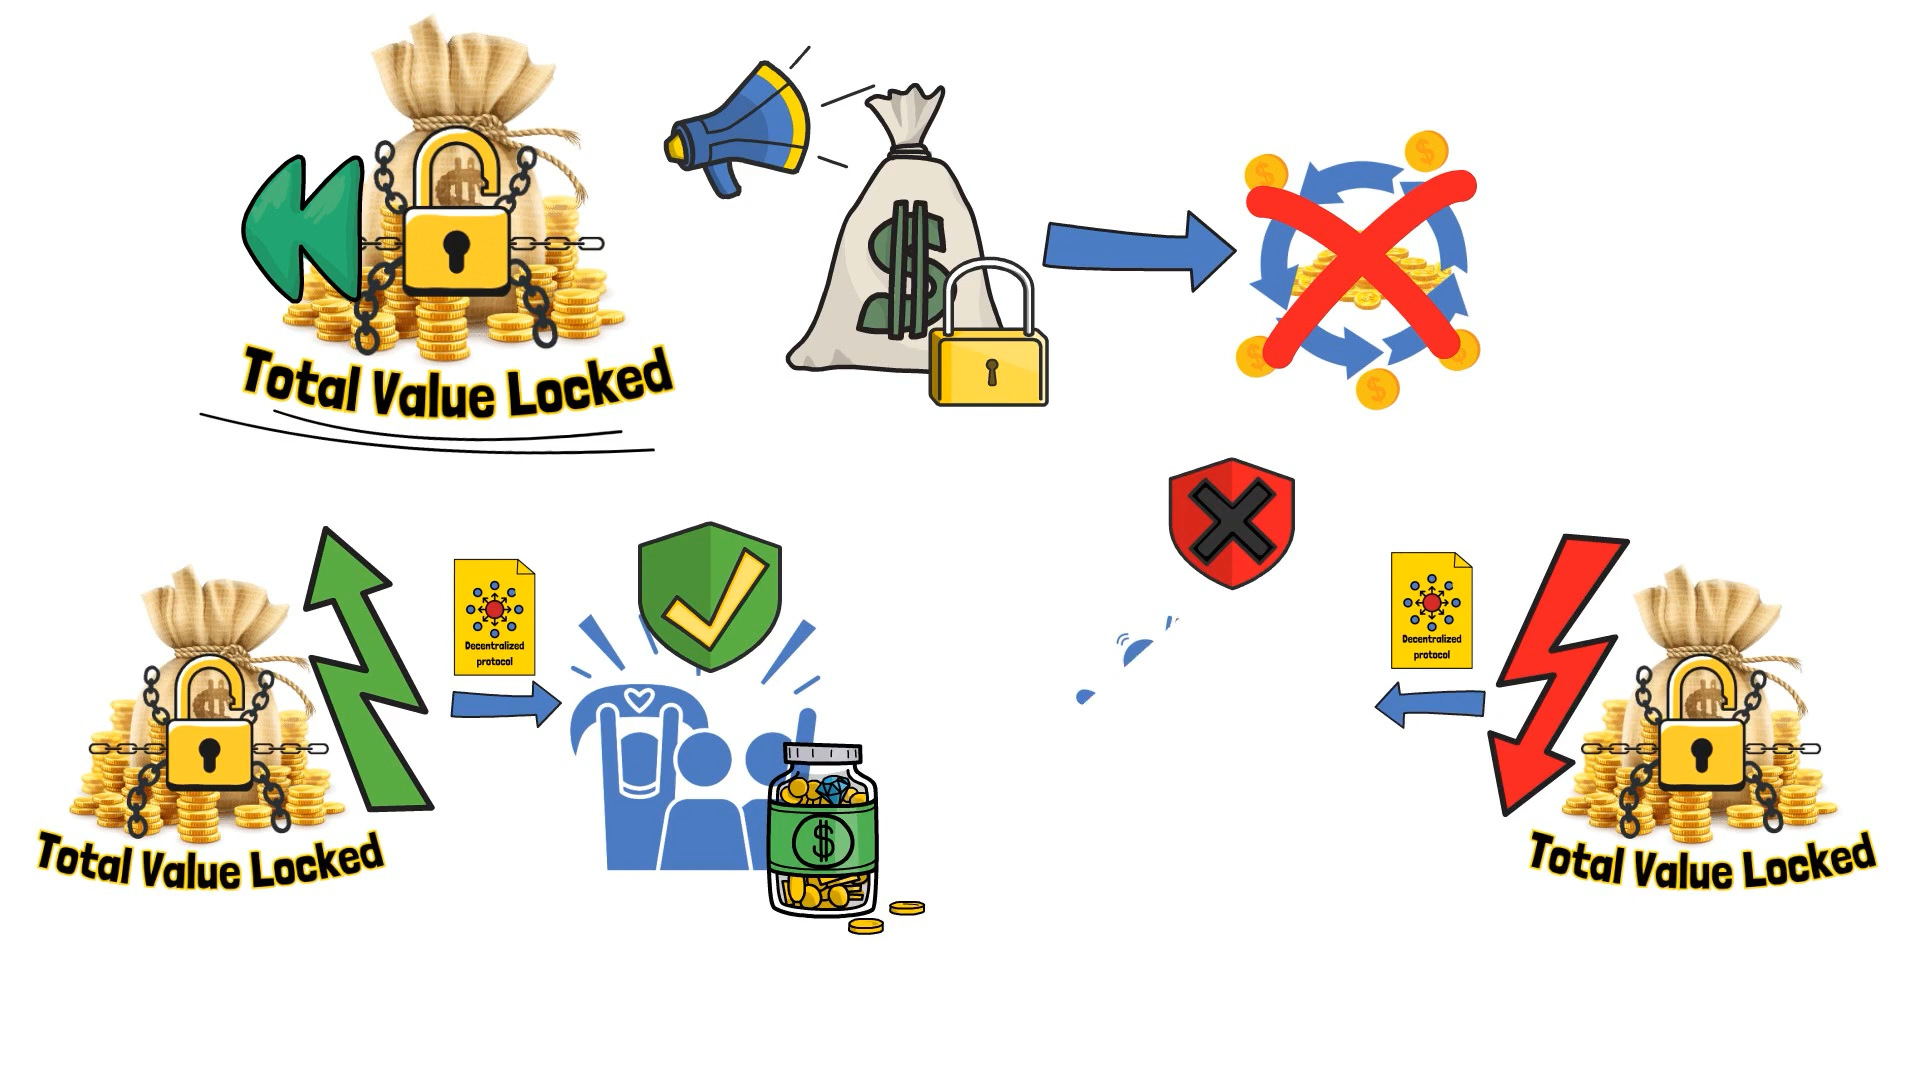 Total Value Locked
Decentralized
protocol
Total Value Locked
Decentralized
protocol
Total Value Locked